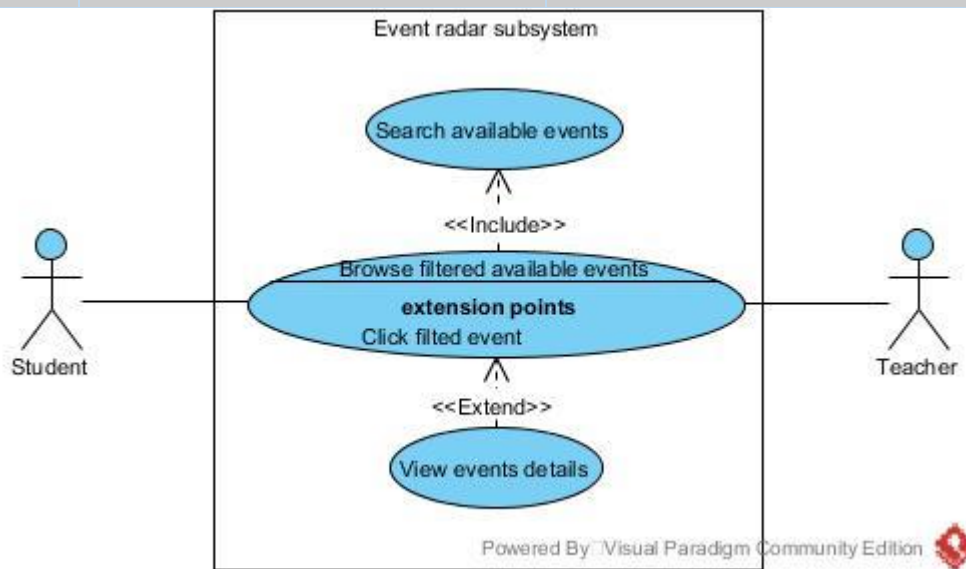 Event radar subsystem
Search available events
<<Include>>
Browse filtered available events
extension points
Click filted event
Student
Teacher
<<Extend>>
View events details
Powered By Visual Paradigm Community Edition